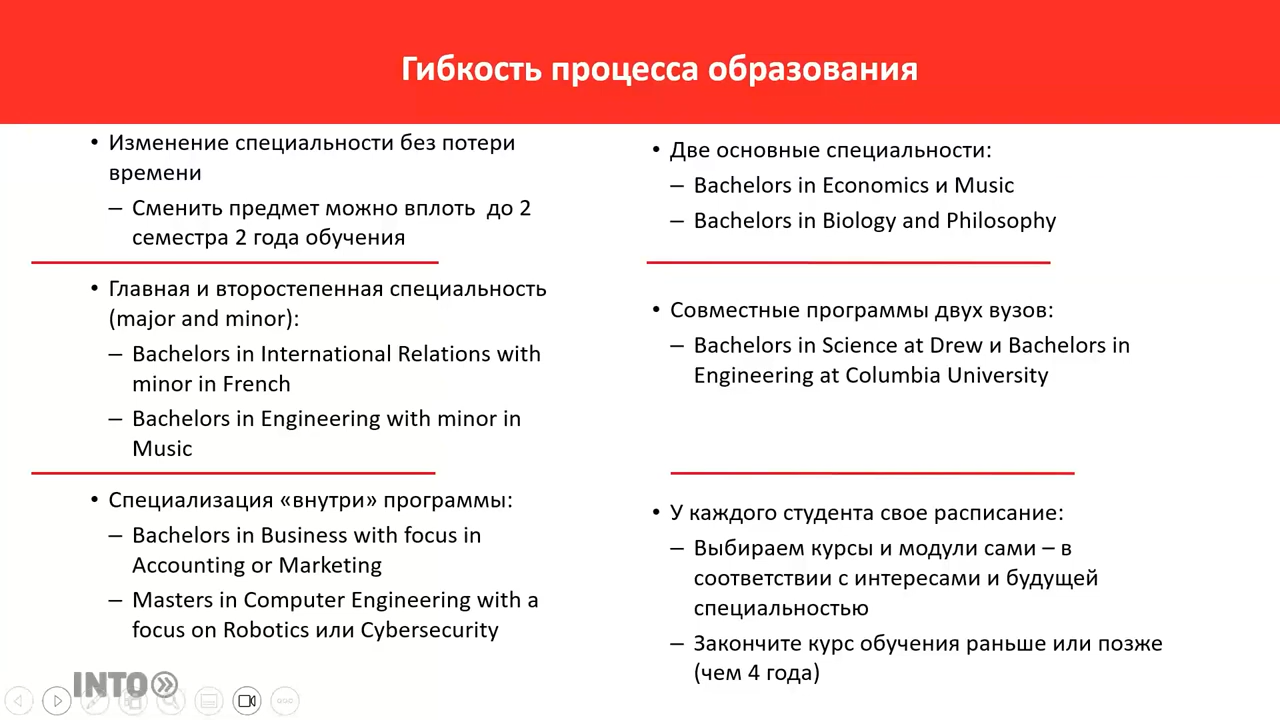 Гибкость процесса образования
• Изменение специальности без потери
времени
– Сменить предмет можно вплоть до 2
семестра 2 года обучения
• Главная и второстепенная специальность
(major and minor):
– Bachelors in International Relations with
minor in French
– Bachelors in Engineering with minor in
Music
• Специализация «внутри» программы:
– Bachelors in Business with focus in
Accounting or Marketing
– Masters in Computer Engineering with a
focus on Robotics или Cybersecurity
• Две основные специальности:
– Bachelors in Economics и Music
– Bachelors in Biology and Philosophy
• Совместные программы двух вузов:
– Bachelors in Science at Drew и Bachelors in
Engineering at Columbia University
• У каждого студента свое расписание:
– Выбираем курсы и модули сами – в
соответствии с интересами и будущей
специальностью
– Закончите курс обучения раньше или позже
(чем 4 года)
INTO